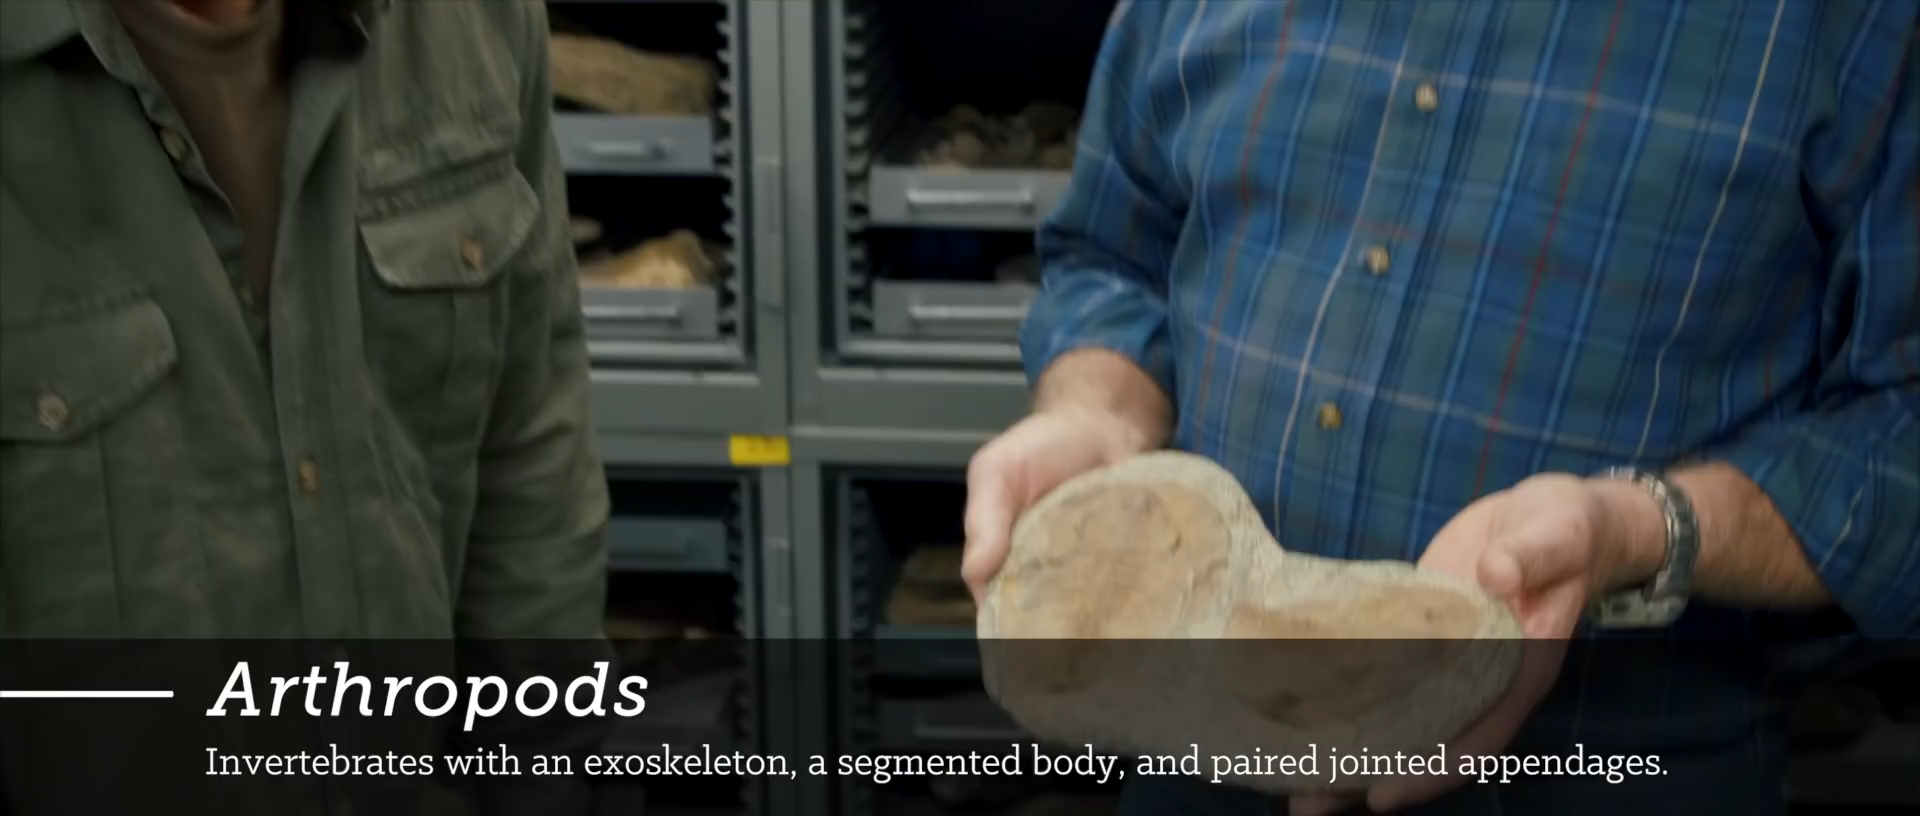 Arthropods
Invertebrates with an exoskeleton, a segmented body, and paired jointed appendages.